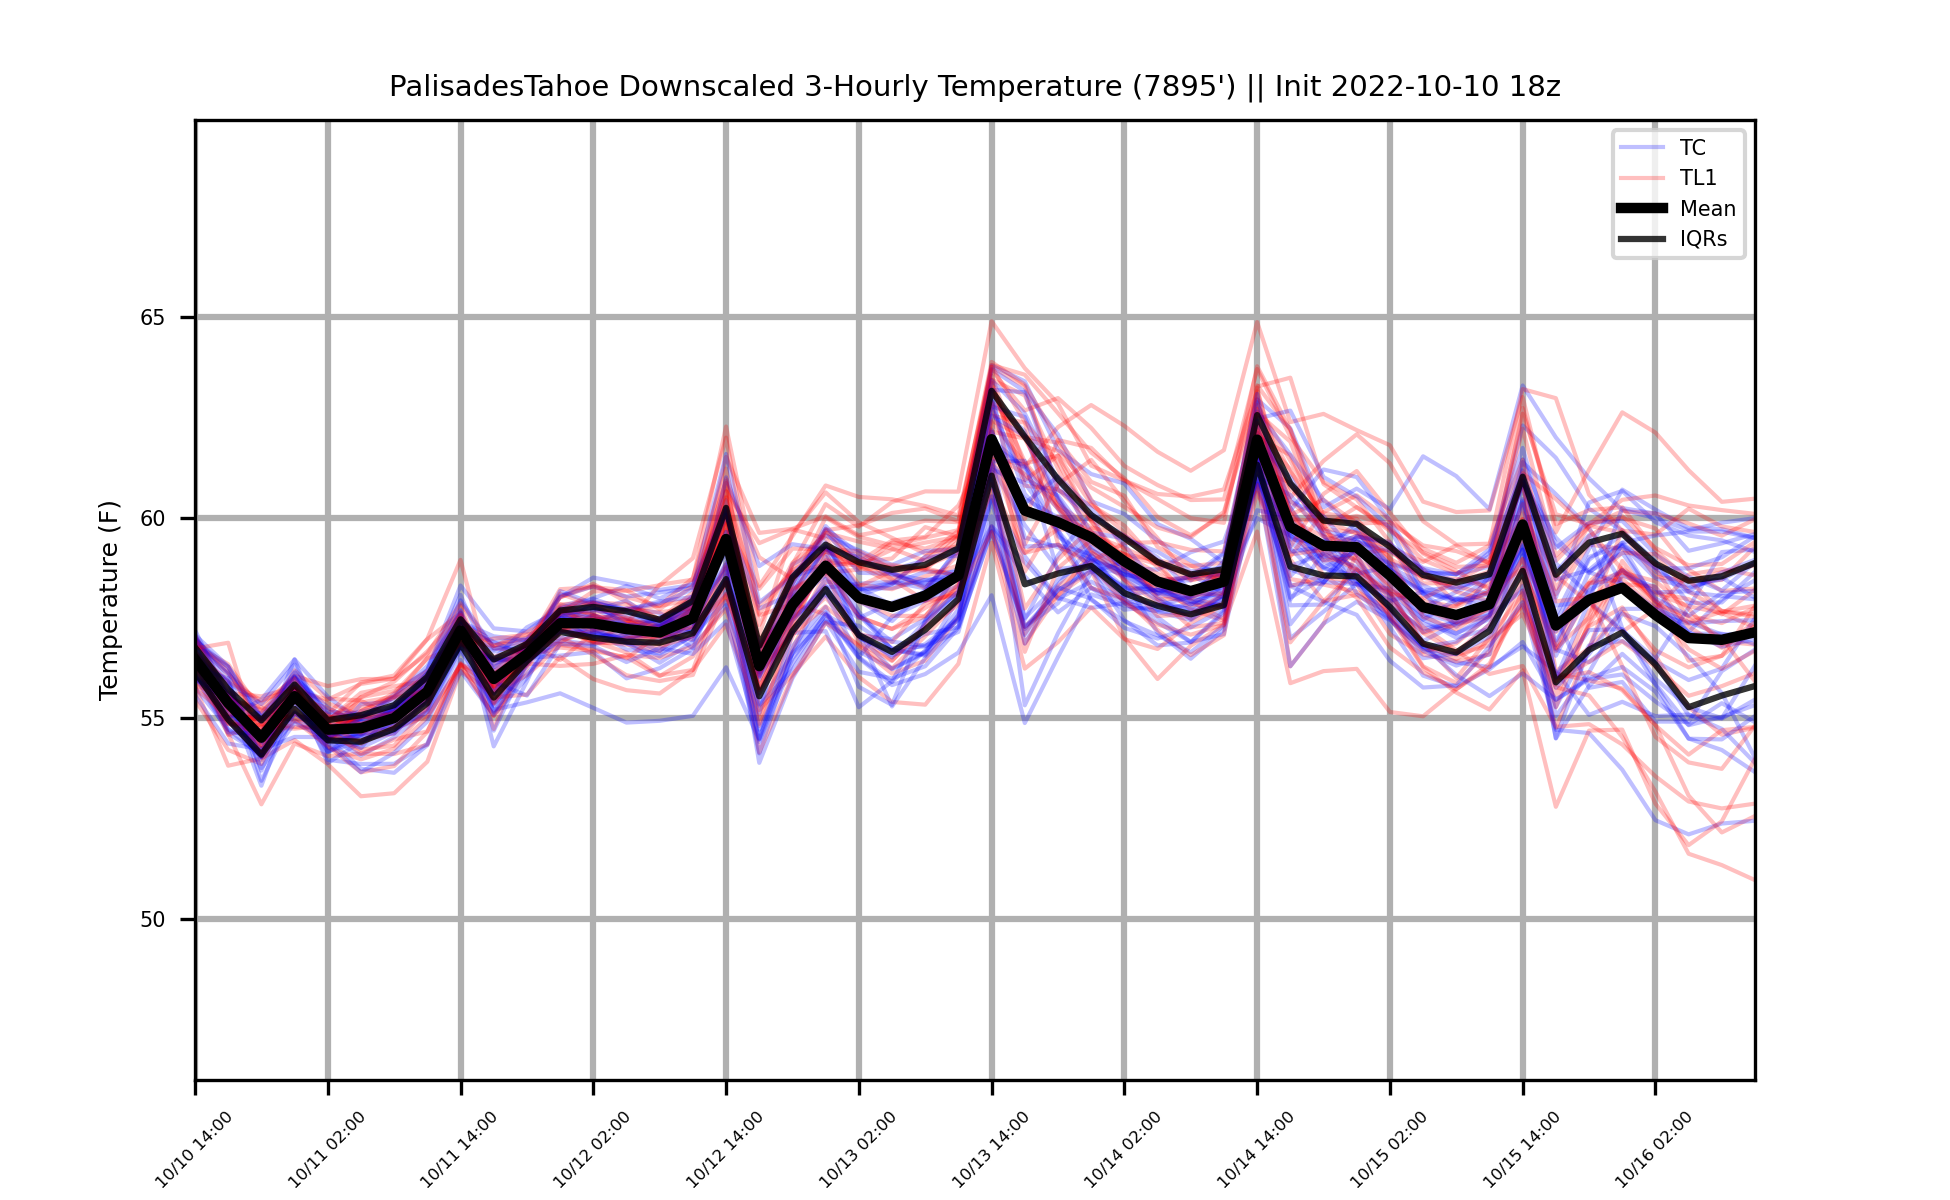 PalisadesTahoe Downscaled 3-Hourly Temperature (7895') || Init 2022-10-10 18z
TC
TL1
Mean
IQRs
Temperature (F)
65
60
55
50
10/10 14:00
10/11 02:00
10/11 14:00
10/12 02:00
10/12 14:00
10/13 02:00
10/13 14:00
10/14 02:00
10/14 14:00
10/15 02:00
10/15 14:00
10/16 02:00